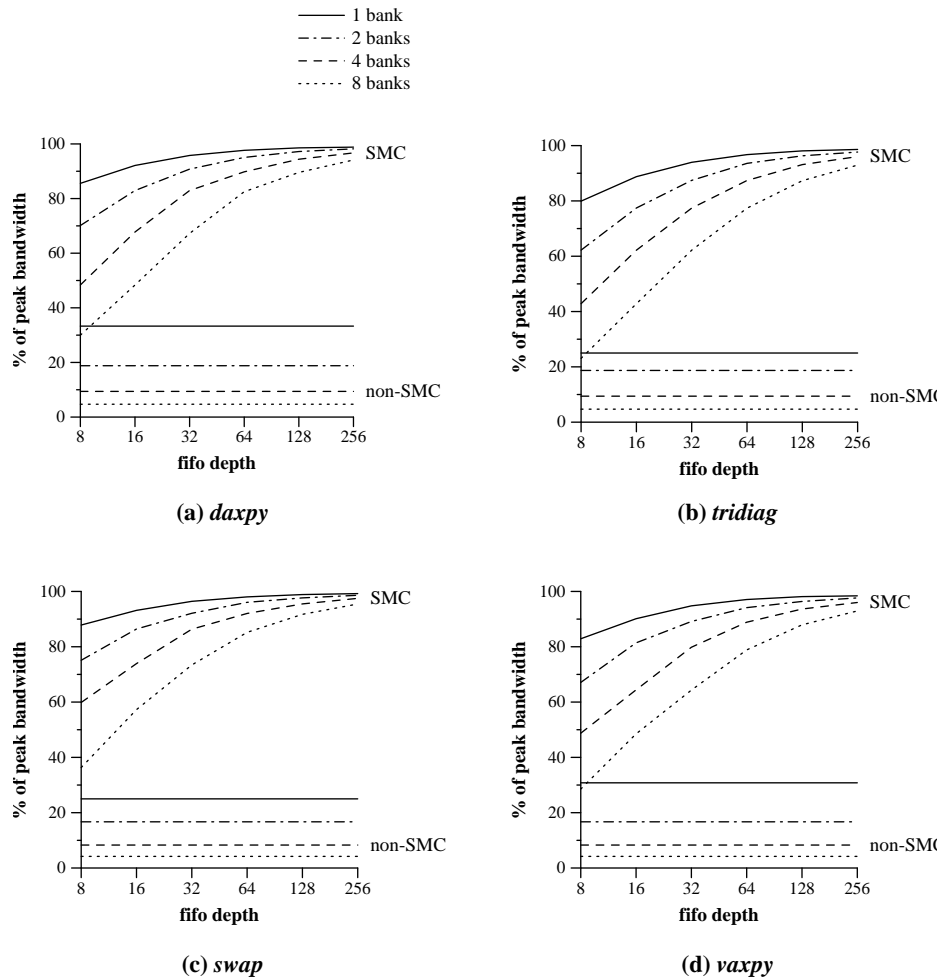 1 bank
2 banks
4 banks
8 banks
100
80
60
40
20
0
% of peak bandwidth
SMC
non-SMC
8 16 32 64 128 256
fifo depth
(a) daxpy
100
80
60
40
20
0
% of peak bandwidth
SMC
non-SMC
8 16 32 64 128 256
fifo depth
(b) tridiag
100
80
60
40
20
0
% of peak bandwidth
SMC
non-SMC
8 16 32 64 128 256
fifo depth
(c) swap
100
80
60
40
20
0
% of peak bandwidth
SMC
non-SMC
8 16 32 64 128 256
fifo depth
(d) vaxpy